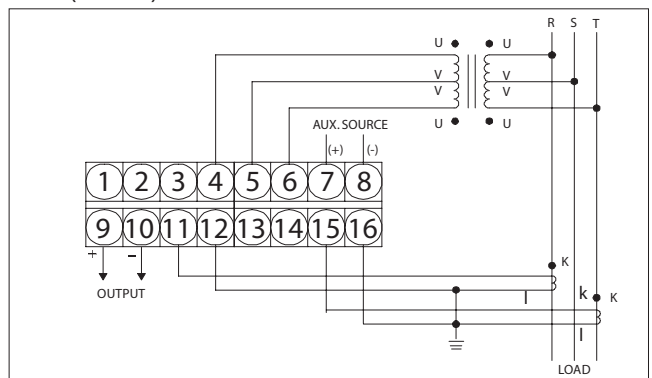 R S T
U U
V V
V V
U U
AUX. SOURCE
(+) (-)
1 2 3 4 5 6 7 8
9 10 11 12 13 14 15 16
+ −
OUTPUT
K
l k K
l
LOAD